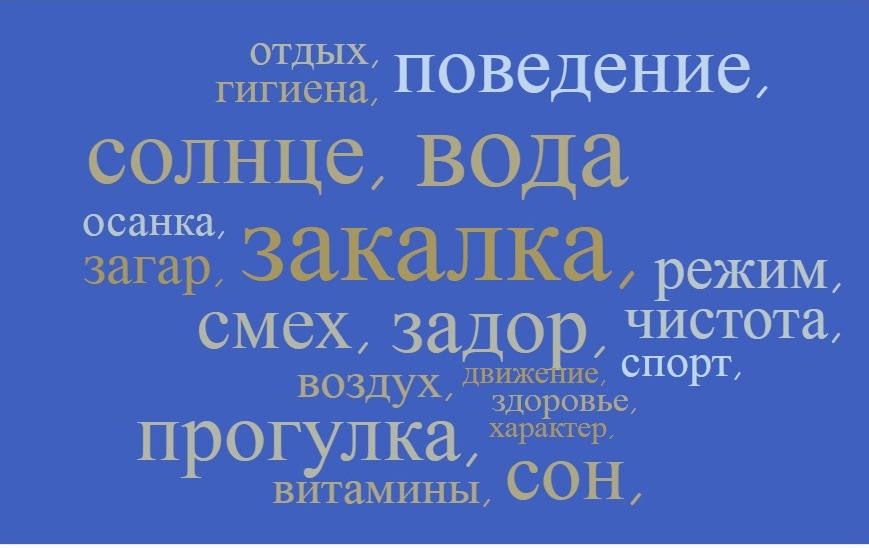 отдых,
гигиена,
поведение,
солнце,
вода
осанка,
загар,
закалка,
режим,
смех,
задор,
чистота,
спорт,
воздух,
движение,
здоровье,
характер,
прогулка,
витамины,
сон,